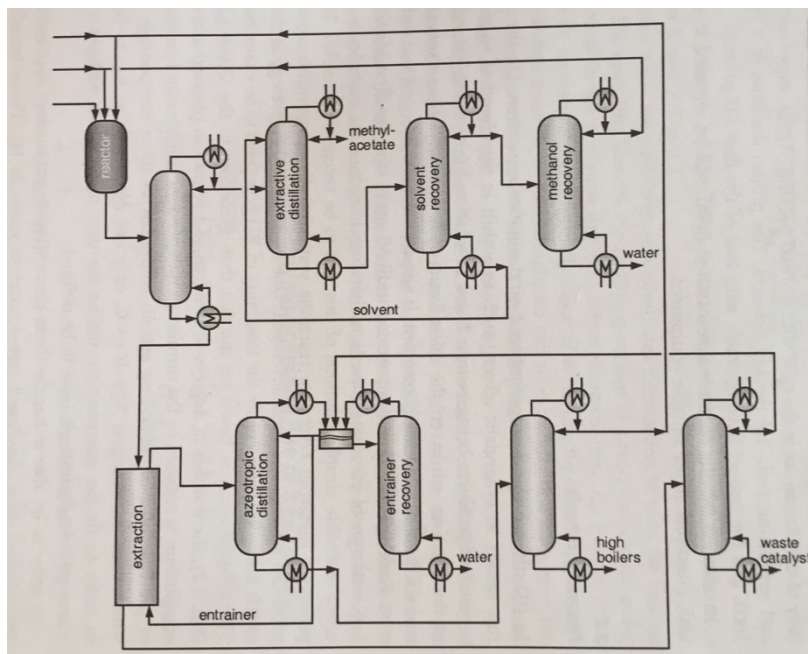 reactor
extractive
distillation
methyl-
acetate
solvent
recovery
methanol
recovery
water
solvent
extraction
azeotropic
distillation
entrainer
recovery
water
high
boilers
waste
catalyst
entrainer